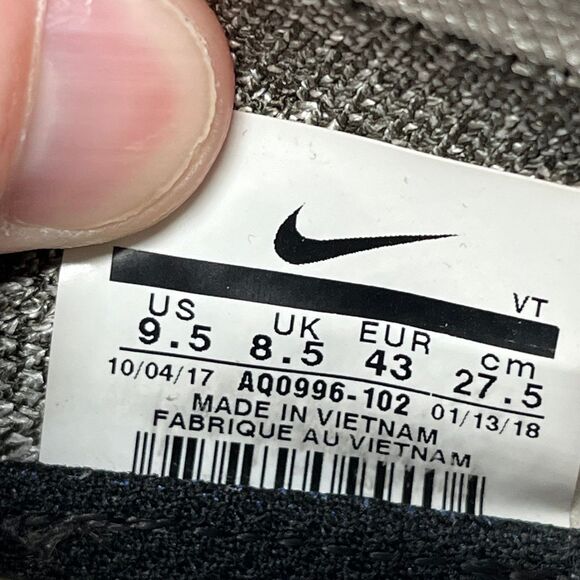 VT
US UK EUR cm
9.5 8.5 43 27.5
10/04/17 AQ0996-102 01/13/18
MADE IN VIETNAM
FABRIQUE AU VIETNAM